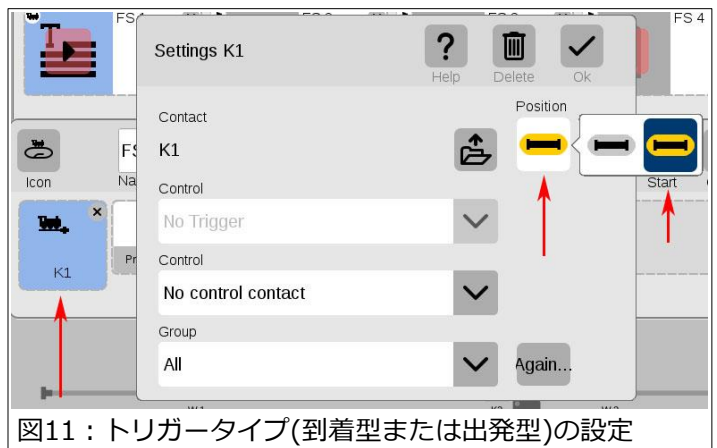 FS 4
Settings K1
Help
Delete
Ok
Contact
K1
Position
Icon
Start
Control
No Trigger
K1
Control
No control contact
Group
All
Again...
図11：トリガータイプ(到着型または出発型)の設定